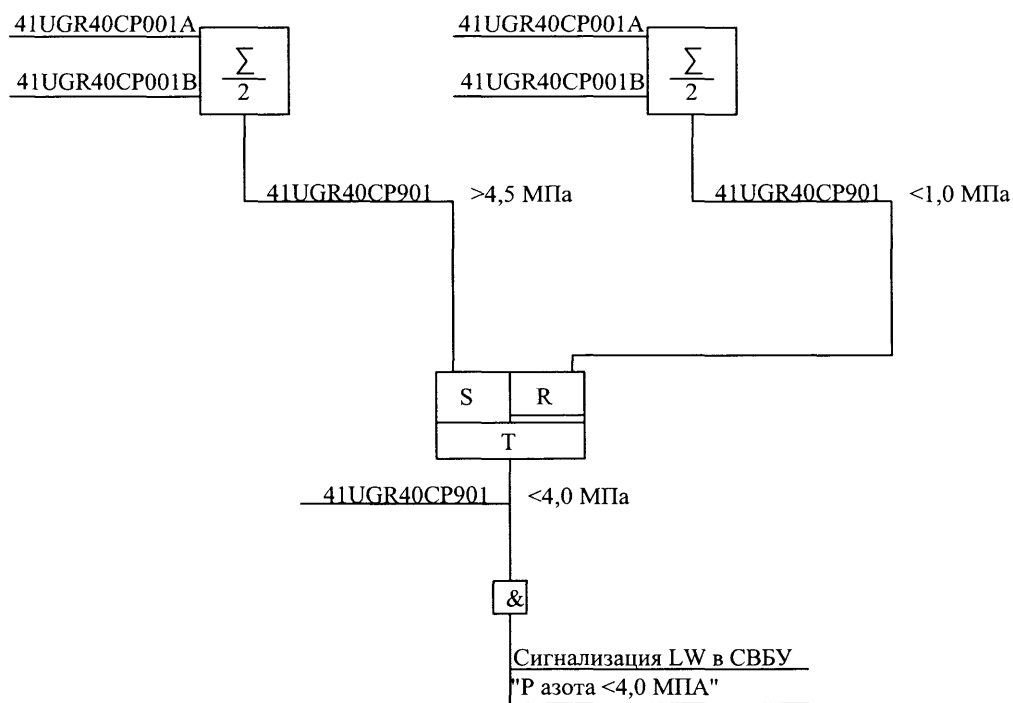 41UGR40CP001A
41UGR40CP001A
Σ
2
Σ
2
41UGR40CP001B
41UGR40CP001B
41UGR40CP901 >4,5 МПа
41UGR40CP901 <1,0 МПа
S R
T
41UGR40CP901 <4,0 МПа
&
Сигнализация LW в СВБУ
"Р азота <4,0 МПА"